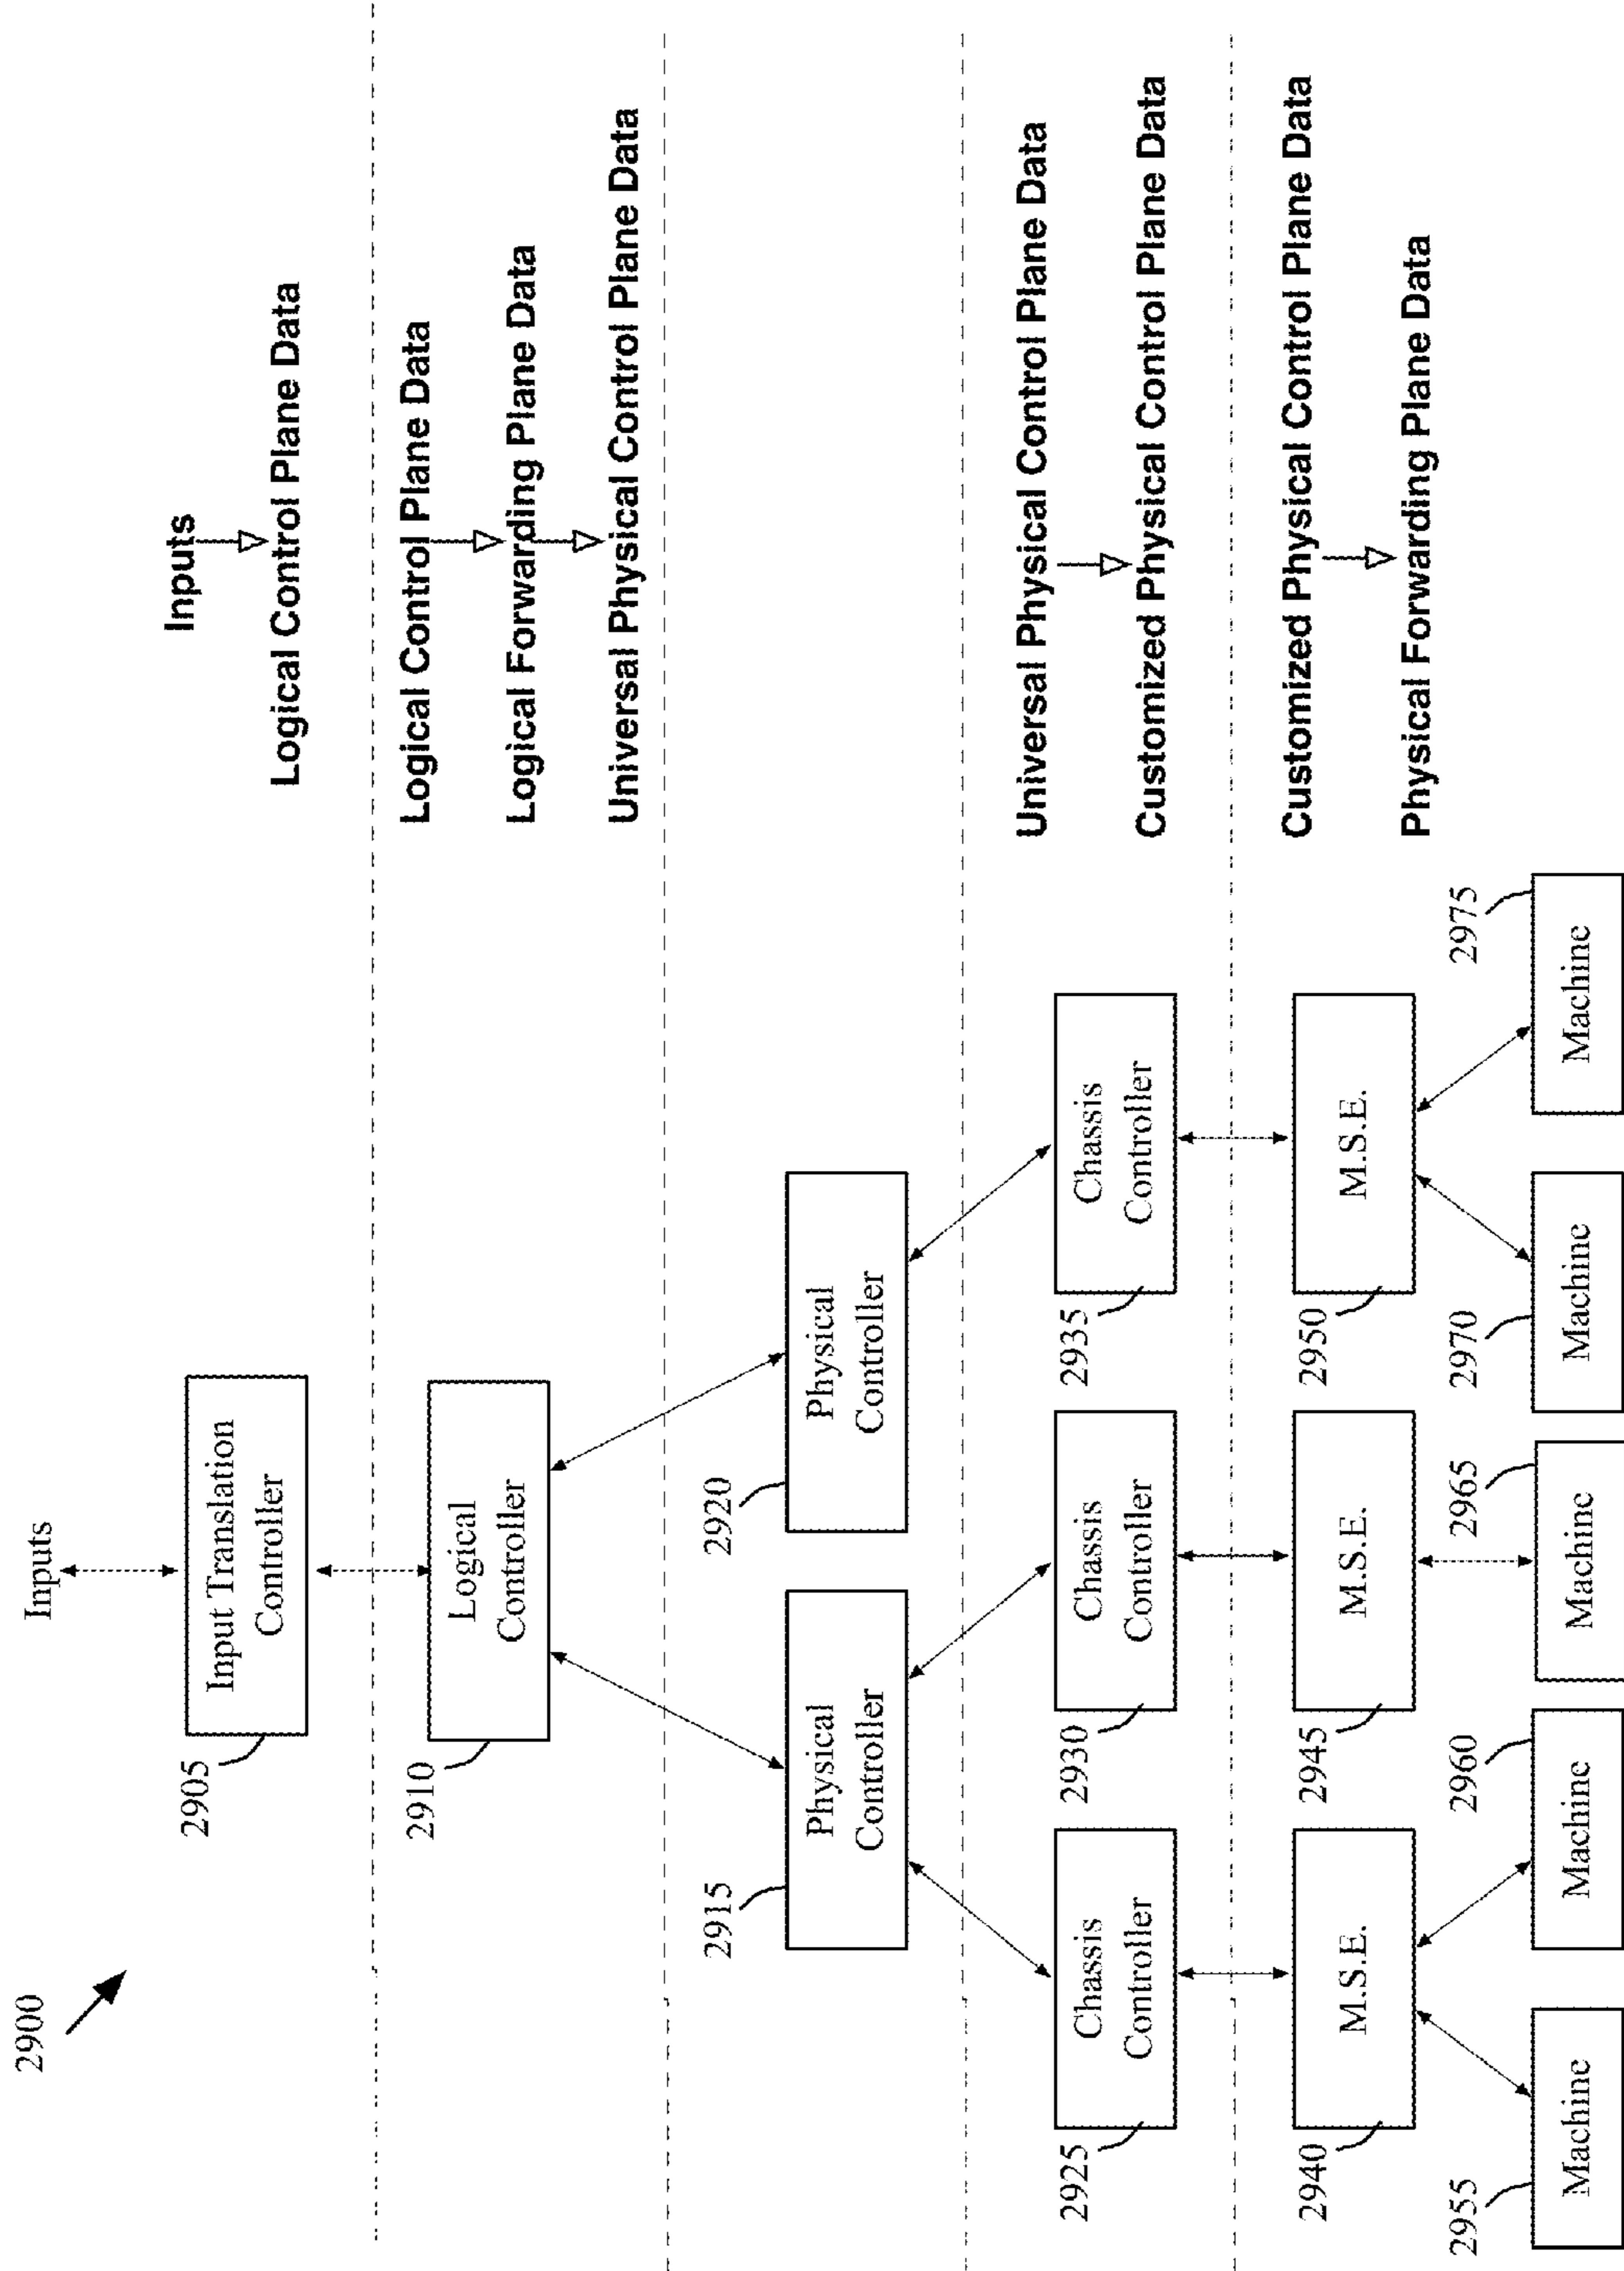 2900
Inputs
Inputs
Logical Control Plane Data
2905
Input Translation
Controller
Logical Control Plane Data
Logical Forwarding Plane Data
Universal Physical Control Plane Data
2910
Logical
Controller
2915
Physical
Controller
2920
Physical
Controller
Universal Physical Control Plane Data
Customized Physical Control Plane Data
2925
Chassis
Controller
2930
Chassis
Controller
2935
Chassis
Controller
Customized Physical Control Plane Data
Physical Forwarding Plane Data
2940
M.S.E.
2945
M.S.E.
2950
M.S.E.
2955
Machine
2960
Machine
2965
Machine
2970
Machine
2975
Machine